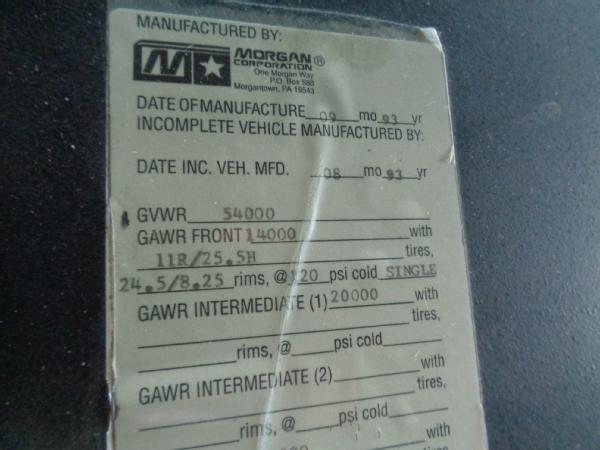 MANUFACTURED BY:
MORGAN®
CORPORATION
One Morgan Way
P.O. Box 588
Morgantown, PA 19543
DATE OF MANUFACTURE 09 mo 93 yr
INCOMPLETE VEHICLE MANUFACTURED BY:
DATE INC. VEH. MFD. 08 mo 93 yr
GVWR 54000
GAWR FRONT 14000 with
11R/25.5H tires,
24.5/8.25 rims, @ 120 psi cold SINGLE
GAWR INTERMEDIATE (1) 20000 with
tires,
rims, @ psi cold
GAWR INTERMEDIATE (2) with
tires,
rims, @ psi cold
with